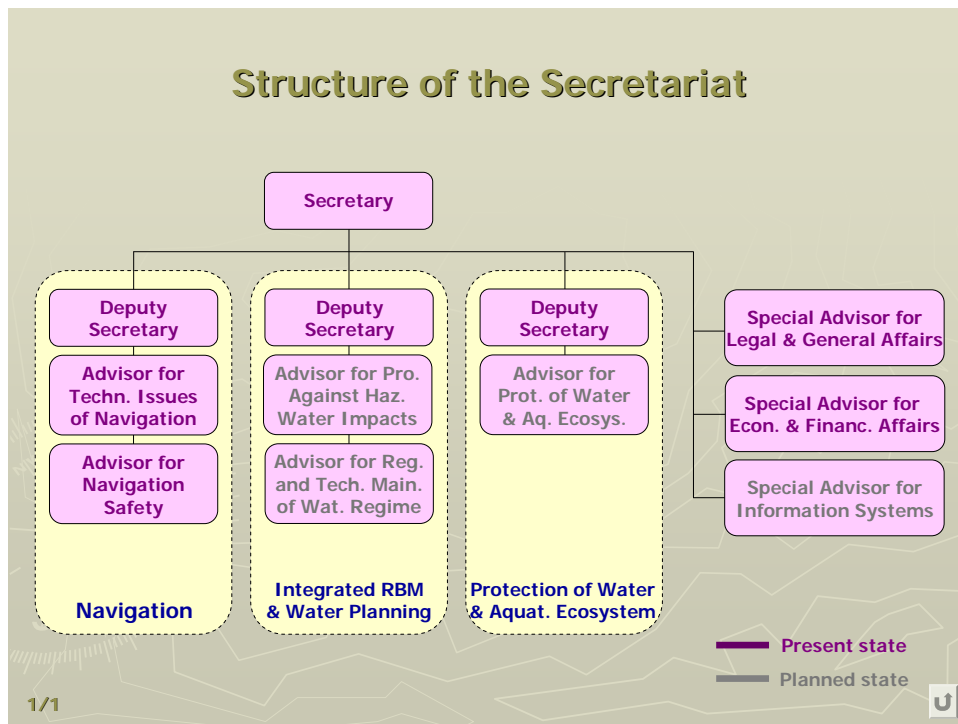 Structure of the Secretariat
Secretary
Deputy
Secretary
Advisor for
Techn. Issues
of Navigation
Advisor for
Navigation
Safety
Navigation
Deputy
Secretary
Advisor for Pro.
Against Haz.
Water Impacts
Advisor for Reg.
and Tech. Main.
of Wat. Regime
Integrated RBM
& Water Planning
Deputy
Secretary
Advisor for
Prot. of Water
& Aq. Ecosys.
Protection of Water
& Aquat. Ecosystem
Special Advisor for
Legal & General Affairs
Special Advisor for
Econ. & Financ. Affairs
Special Advisor for
Information Systems
Present state
Planned state
1/1